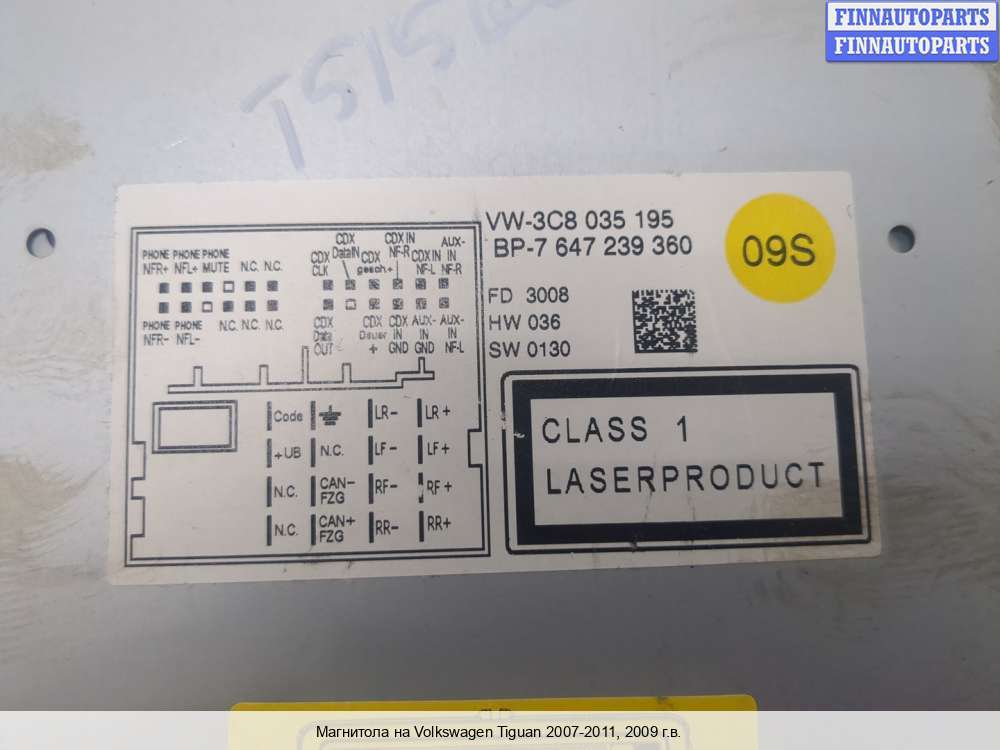 FINNAUTOPARTS
FINNAUTOPARTS
VW-3C8 035 195
BP-7 647 239 360
09S
FD 3008
HW 036
SW 0130
CLASS 1
LASERPRODUCT
PHONE PHONE PHONE
NFR+ NFL+ MUTE N.C. N.C.
PHONE PHONE N.C. N.C. N.C.
NFR- NFL-
CDX CLK
CDX DataIN
CDX gesch.+
CDX IN NF-R
CDX IN NF-L
AUX-IN NF-R
CDX Data OUT
CDX Dauer +
CDX IN GND
AUX-IN GND
AUX-IN NF-L
Code LR- LR+
+UB N.C. LF- LF+
N.C. CAN- FZG RF- RF+
N.C. CAN+ FZG RR- RR+
Магнитола на Volkswagen Tiguan 2007-2011, 2009 г.в.